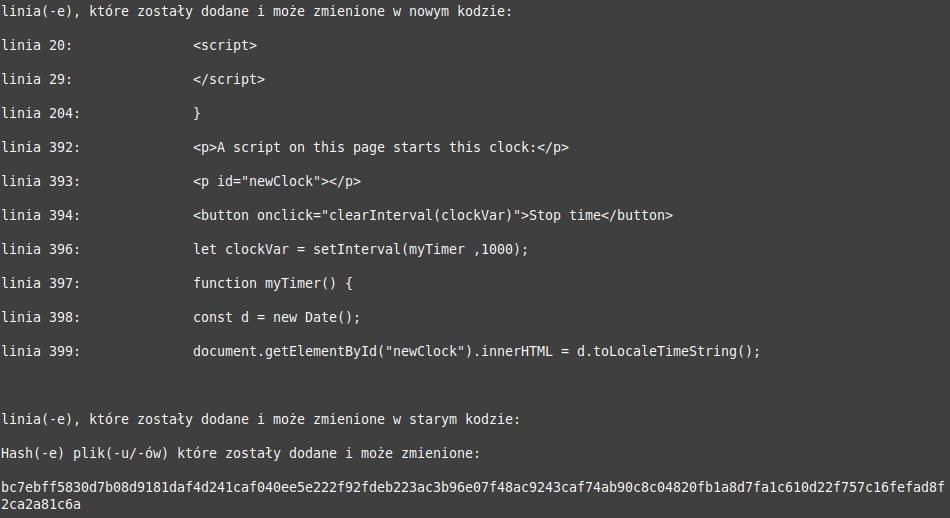 linia(-e), które zostały dodane i może zmienione w nowym kodzie:
linia 20: <script>
linia 29: </script>
linia 204: }
linia 392: <p>A script on this page starts this clock:</p>
linia 393: <p id="newClock"></p>
linia 394: <button onclick="clearInterval(clockVar)">Stop time</button>
linia 396: let clockVar = setInterval(myTimer ,1000);
linia 397: function myTimer() {
linia 398: const d = new Date();
linia 399: document.getElementById("newClock").innerHTML = d.toLocaleTimeString();
linia(-e), które zostały dodane i może zmienione w starym kodzie:
Hash(-e) plik(-u/-ów) które zostały dodane i może zmienione:
bc7ebff5830d7b08d9181daf4d241caf040ee5e222f92fdeb223ac3b96e07f48ac9243caf74ab90c8c04820fb1a8d7fa1c610d22f757c16fefad8f
2ca2a81c6a